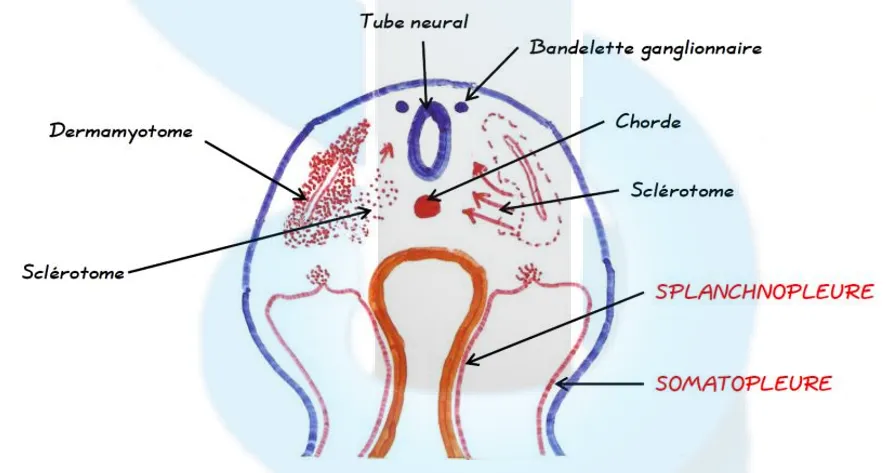 Tube neural
Bandelette ganglionnaire
Dermamyotome
Chorde
Sclérotome
Sclérotome
SPLANCHNOPLEURE
SOMATOPLEURE